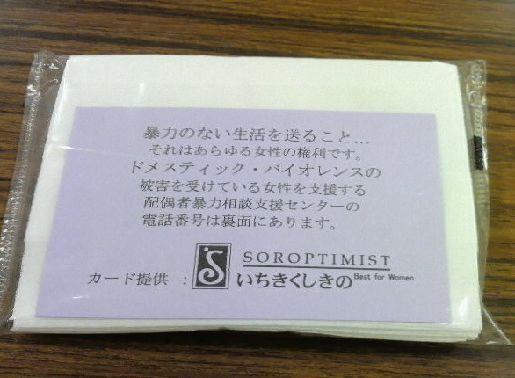 暴力のない生活を送ること…
それはあらゆる女性の権利です。
ドメスティック・バイオレンスの
被害を受けている女性を支援する
配偶者暴力相談支援センターの
電話番号は裏面にあります。
カード提供 : S SOROPTIMIST
いちきくしきの Best for Women